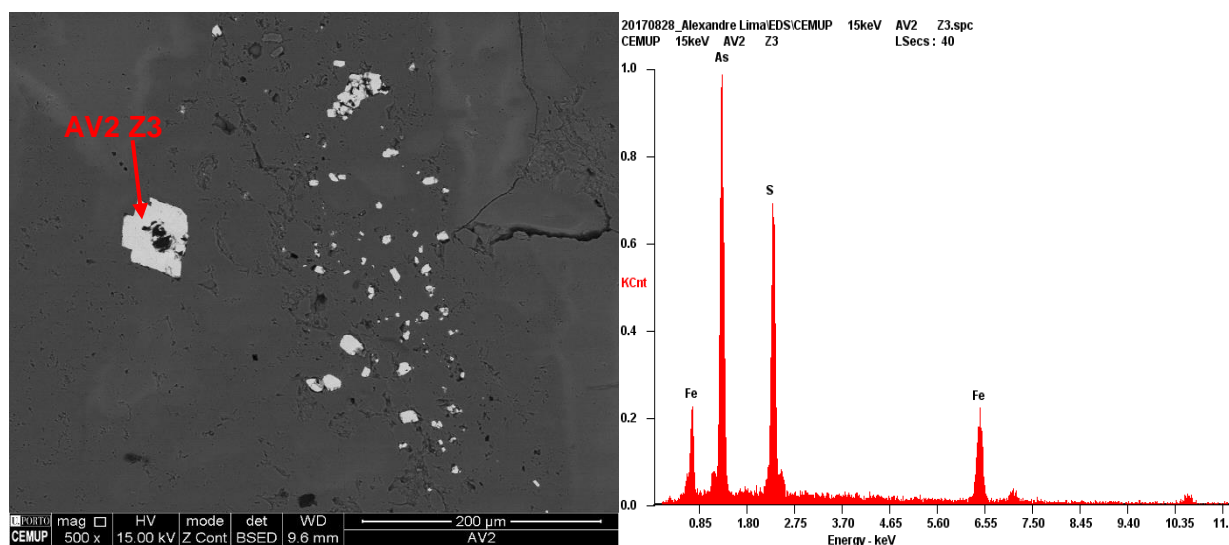 AV2 Z3
U.PORTO
CEMUP
mag □ HV mode det WD
500 x 15.00 kV Z Cont BSED 9.6 mm
200 µm
AV2
20170828_Alexandre Lima\EDS\CEMUP 15keV AV2 Z3.spc
CEMUP 15keV AV2 Z3 LSecs : 40
As
1.0
0.8
S
0.6
KCnt
0.4
Fe Fe
0.2
0.0
0.85 1.80 2.75 3.70 4.65 5.60 6.55 7.50 8.45 9.40 10.35 11.
Energy - keV